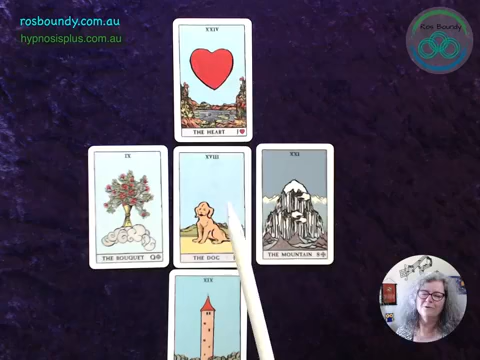 rosboundy.com.au
hypnosisplus.com.au
Ros Boundy
XXIV
THE HEART
IX
THE BOUQUET
XVIII
THE DOG
XXI
THE MOUNTAIN
XIX